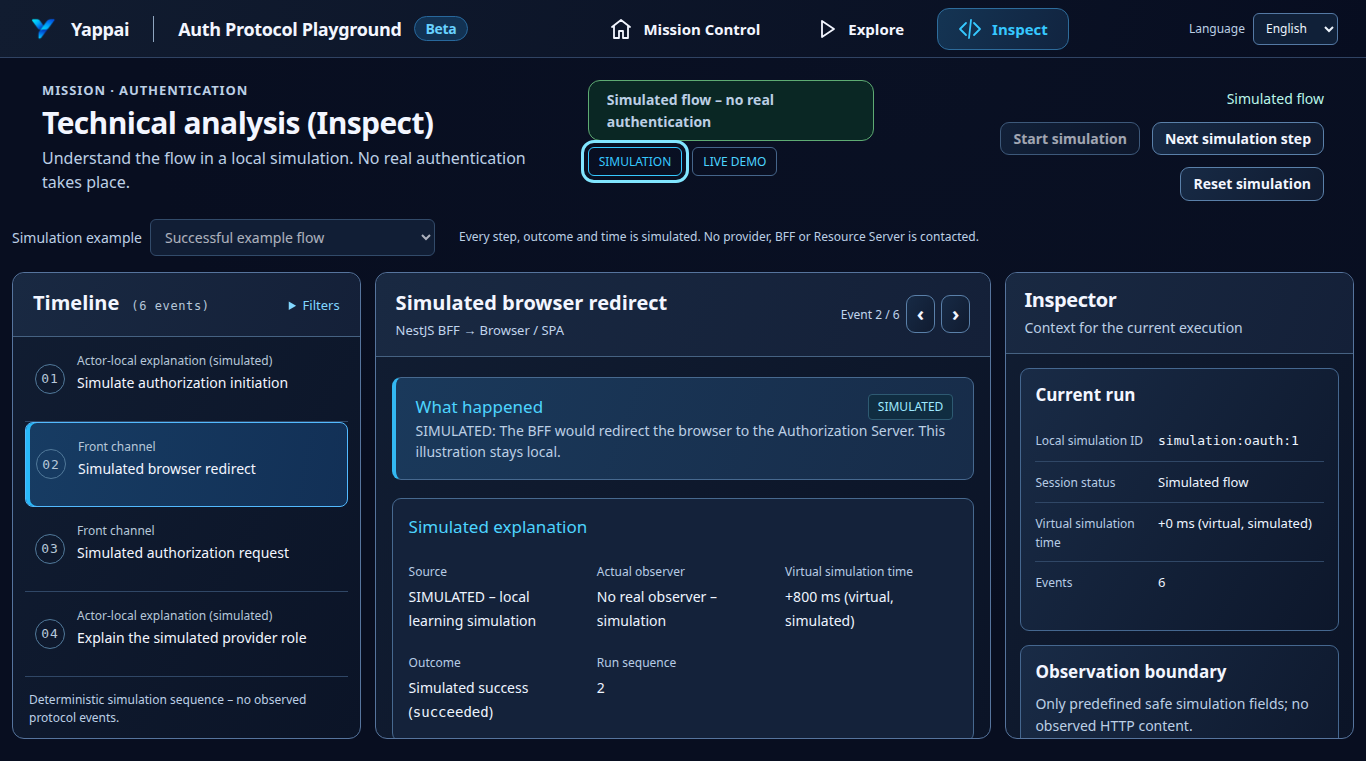 Yappai
Auth Protocol Playground
Beta
Mission Control
Explore
Inspect
Language
English
MISSION · AUTHENTICATION
Technical analysis (Inspect)
Understand the flow in a local simulation. No real authentication
takes place.
Simulated flow – no real
authentication
SIMULATION
LIVE DEMO
Simulated flow
Start simulation
Next simulation step
Reset simulation
Simulation example
Successful example flow
Every step, outcome and time is simulated. No provider, BFF or Resource Server is contacted.
Timeline (6 events)
Filters
01
Actor-local explanation (simulated)
Simulate authorization initiation
02
Front channel
Simulated browser redirect
03
Front channel
Simulated authorization request
04
Actor-local explanation (simulated)
Explain the simulated provider role
Deterministic simulation sequence – no observed
protocol events.
Simulated browser redirect
NestJS BFF → Browser / SPA
Event 2 / 6
‹
›
What happened
SIMULATED
SIMULATED: The BFF would redirect the browser to the Authorization Server. This
illustration stays local.
Simulated explanation
Source
SIMULATED – local
learning simulation
Actual observer
No real observer –
simulation
Virtual simulation time
+800 ms (virtual,
simulated)
Outcome
Simulated success
(succeeded)
Run sequence
2
Inspector
Context for the current execution
Current run
Local simulation ID
simulation:oauth:1
Session status
Simulated flow
Virtual simulation
time
+0 ms (virtual, simulated)
Events
6
Observation boundary
Only predefined safe simulation fields; no
observed HTTP content.